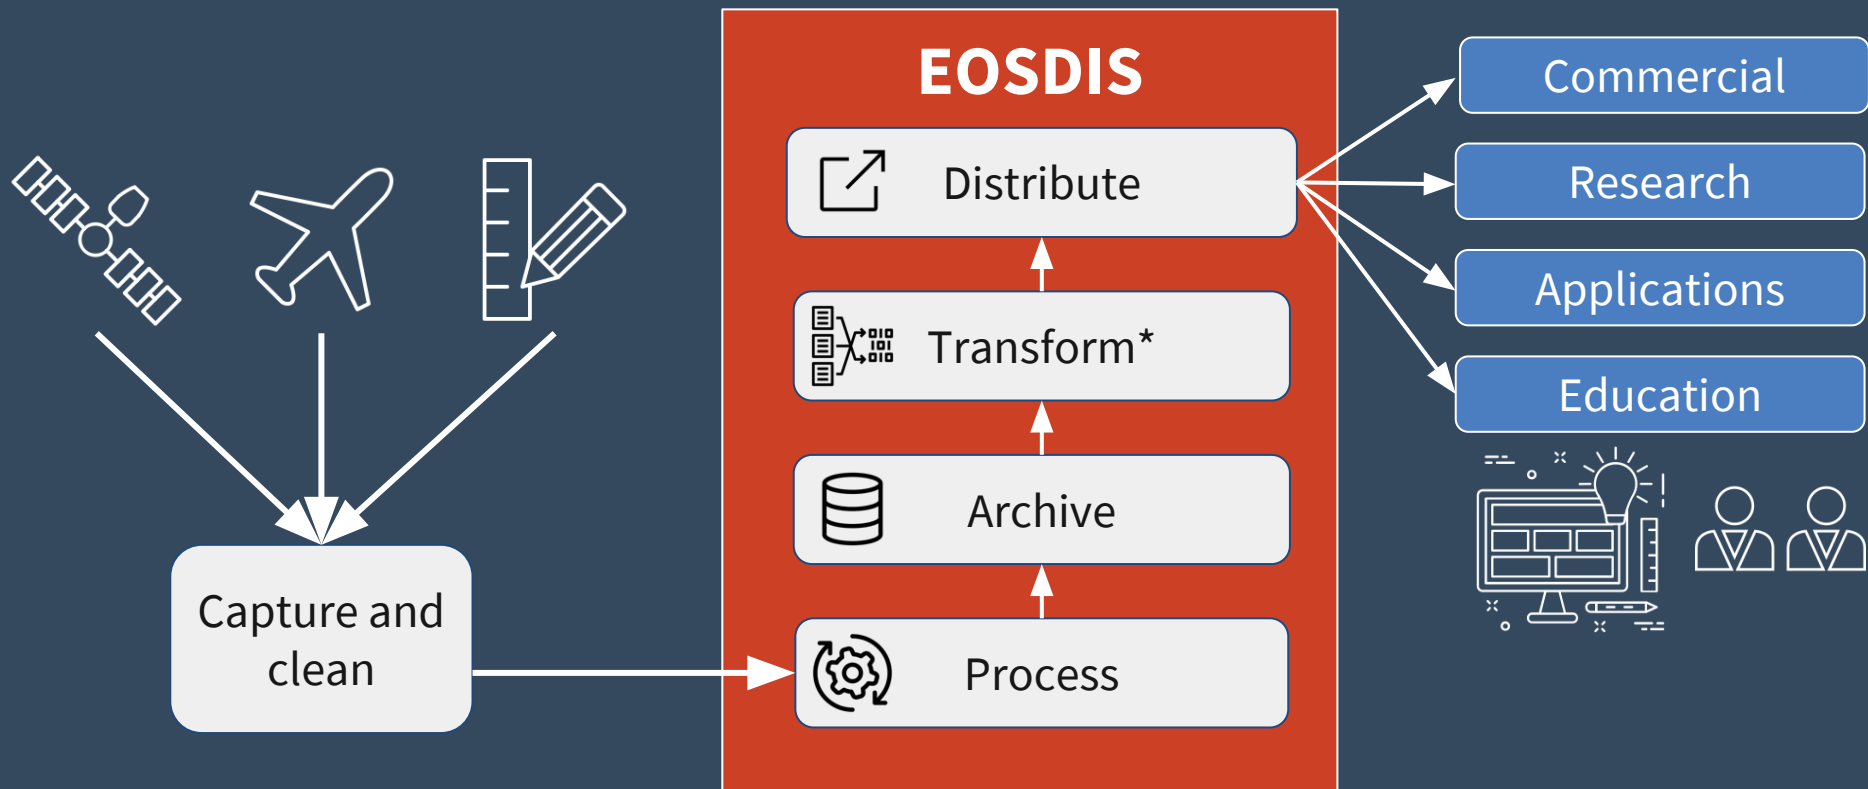 EOSDIS
Distribute
Transform*
Archive
Process
Capture and
clean
Commercial
Research
Applications
Education